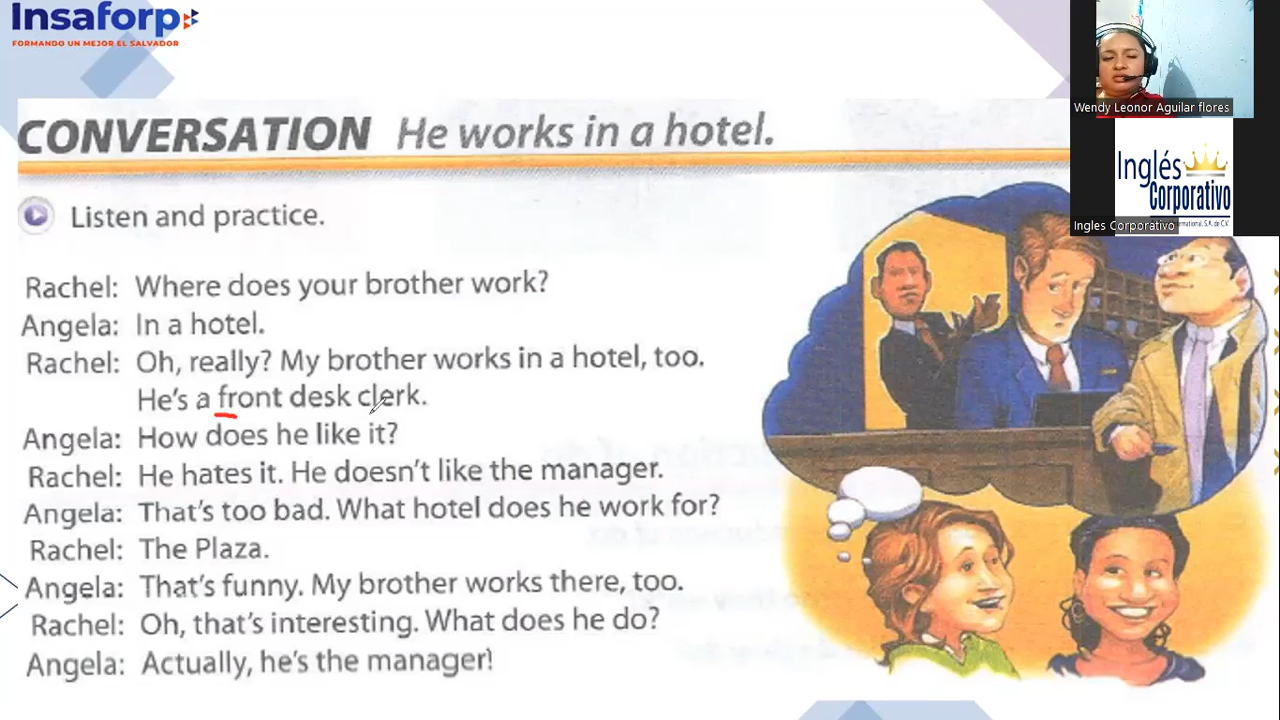 Insaforp
FORMANDO UN MEJOR EL SALVADOR
CONVERSATION He works in a hotel.
Listen and practice.
Rachel: Where does your brother work?
Angela: In a hotel.
Rachel: Oh, really? My brother works in a hotel, too.
He's a front desk clerk.
Angela: How does he like it?
Rachel: He hates it. He doesn't like the manager.
Angela: That's too bad. What hotel does he work for?
Rachel: The Plaza.
Angela: That's funny. My brother works there, too.
Rachel: Oh, that's interesting. What does he do?
Angela: Actually, he's the manager!
Wendy Leonor Aguilar flores
Inglés
Corporativo
Ingles Corporativo